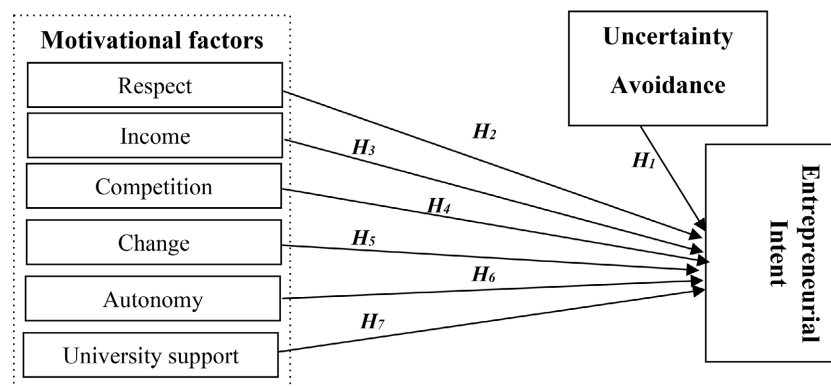 Motivational factors
Respect
Income
Competition
Change
Autonomy
University support
Uncertainty
Avoidance
H1
H2
H3
H4
H5
H6
H7
Entrepreneurial
Intent